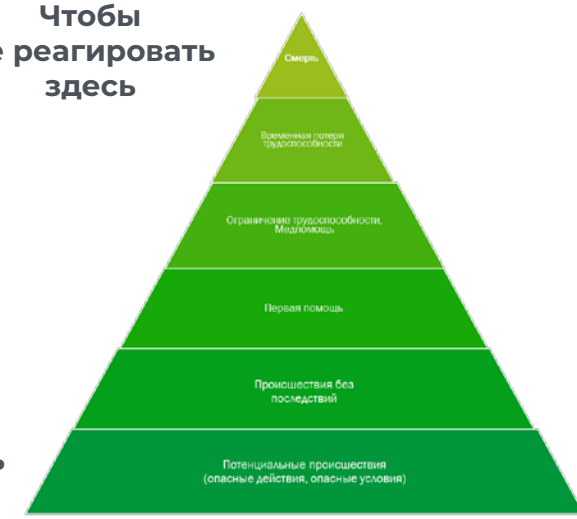 Чтобы
е реагировать
здесь
Смерть
Временная потеря
трудоспособности
Ограничение трудоспособности,
Медпомощь
Первая помощь
Происшествия без
последствий
Потенциальные происшествия
(опасные действия, опасные условия)